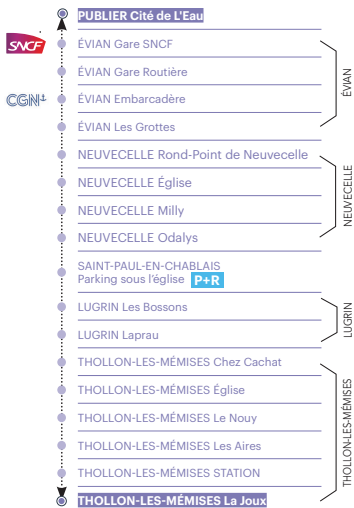 PUBLIER Cité de L'Eau
SNCF
ÉVIAN Gare SNCF
ÉVIAN Gare Routière
CGN
ÉVIAN Embarcadère
ÉVIAN Les Grottes
ÉVIAN
NEUVECELLE Rond-Point de Neuvecelle
NEUVECELLE Église
NEUVECELLE Milly
NEUVECELLE Odalys
NEUVECELLE
SAINT-PAUL-EN-CHABLAIS
Parking sous l'église P+R
LUGRIN Les Bossons
LUGRIN Laprau
LUGRIN
THOLLON-LES-MÉMISES Chez Cachat
THOLLON-LES-MÉMISES Église
THOLLON-LES-MÉMISES Le Nouy
THOLLON-LES-MÉMISES Les Aires
THOLLON-LES-MÉMISES STATION
THOLLON-LES-MÉMISES La Joux
THOLLON-LES-MÉMISES